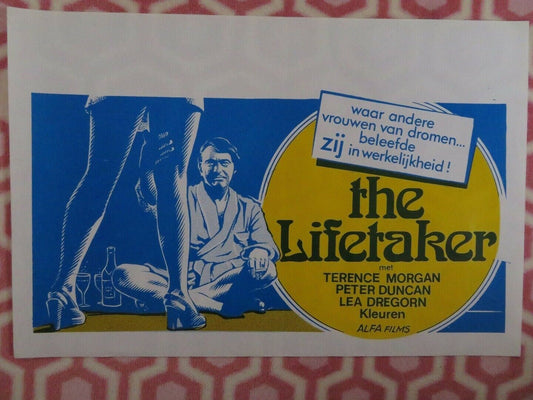 waar andere
vrouwen van dromen...
beleefde
zij in werkelijkheid!
the
Lifetaker
met
TERENCE MORGAN
PETER DUNCAN
LEA DREGORN
Kleuren
ALFA FILMS